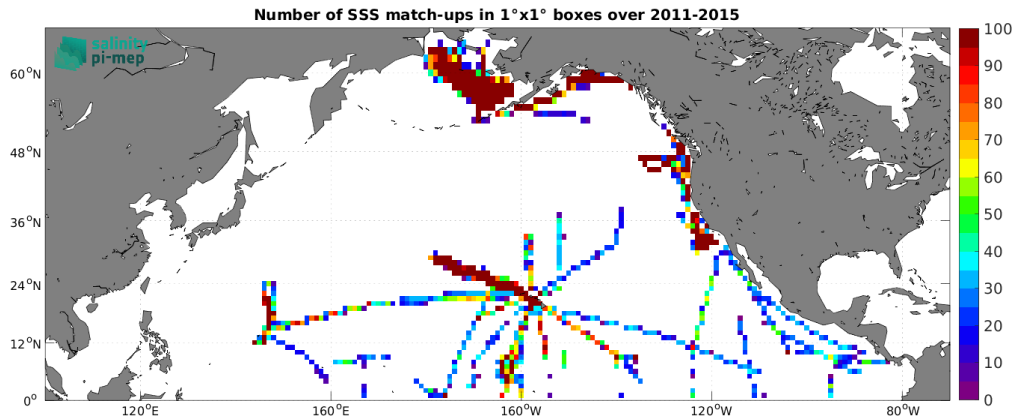 Number of SSS match-ups in 1°x1° boxes over 2011-2015
salinity
pi-mep
60°N
48°N
36°N
24°N
12°N
0°
120°E
160°E
160°W
120°W
80°W
100
90
80
70
60
50
40
30
20
10
0